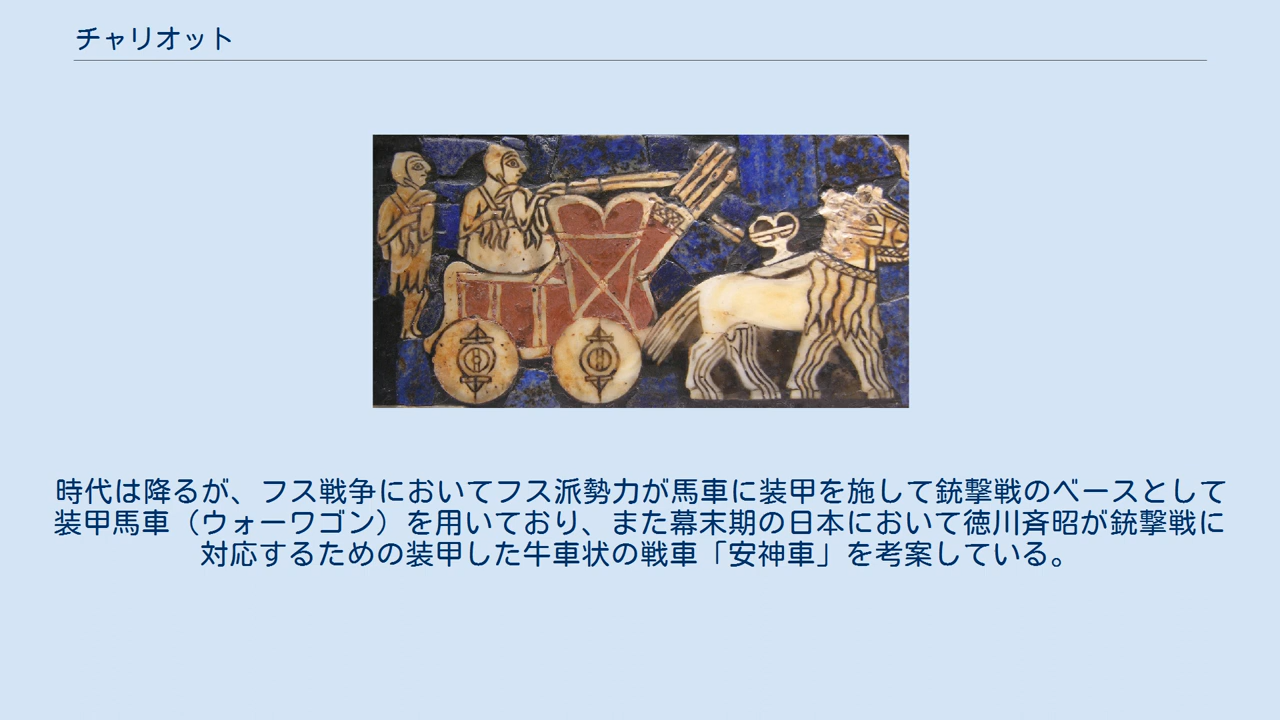 チャリオット
時代は降るが、フス戦争においてフス派勢力が馬車に装甲を施して銃撃戦のベースとして
装甲馬車（ウォーワゴン）を用いており、また幕末期の日本において徳川斉昭が銃撃戦に
対応するための装甲した牛車状の戦車「安神車」を考案している。